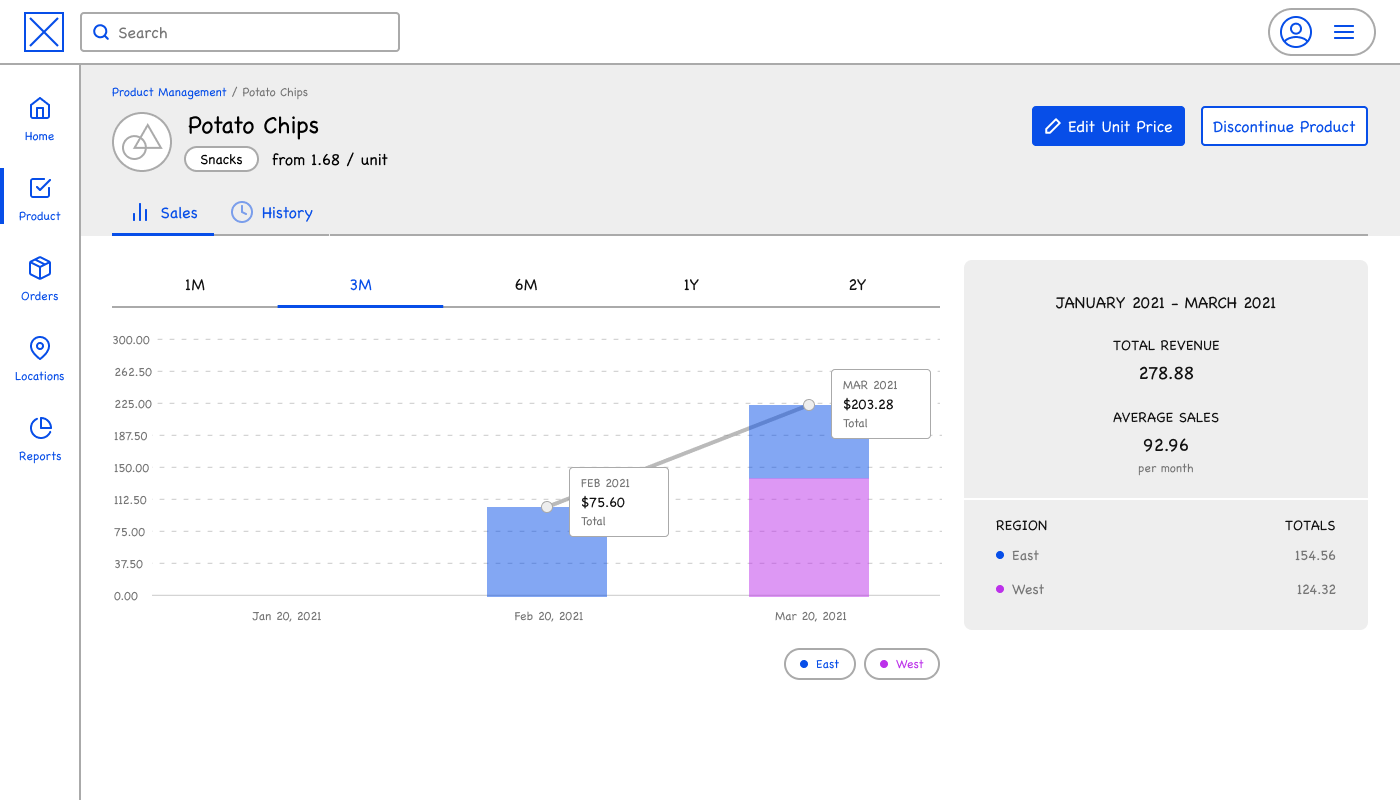 Search
Home
Product
Orders
Locations
Reports
Product Management / Potato Chips
Potato Chips
Snacks
from 1.68 / unit
Edit Unit Price
Discontinue Product
Sales
History
1M
3M
6M
1Y
2Y
300.00
262.50
225.00
187.50
150.00
112.50
75.00
37.50
0.00
FEB 2021
$75.60
Total
MAR 2021
$203.28
Total
Jan 20, 2021
Feb 20, 2021
Mar 20, 2021
East
West
JANUARY 2021 - MARCH 2021
TOTAL REVENUE
278.88
AVERAGE SALES
92.96
per month
REGION TOTALS
East 154.56
West 124.32